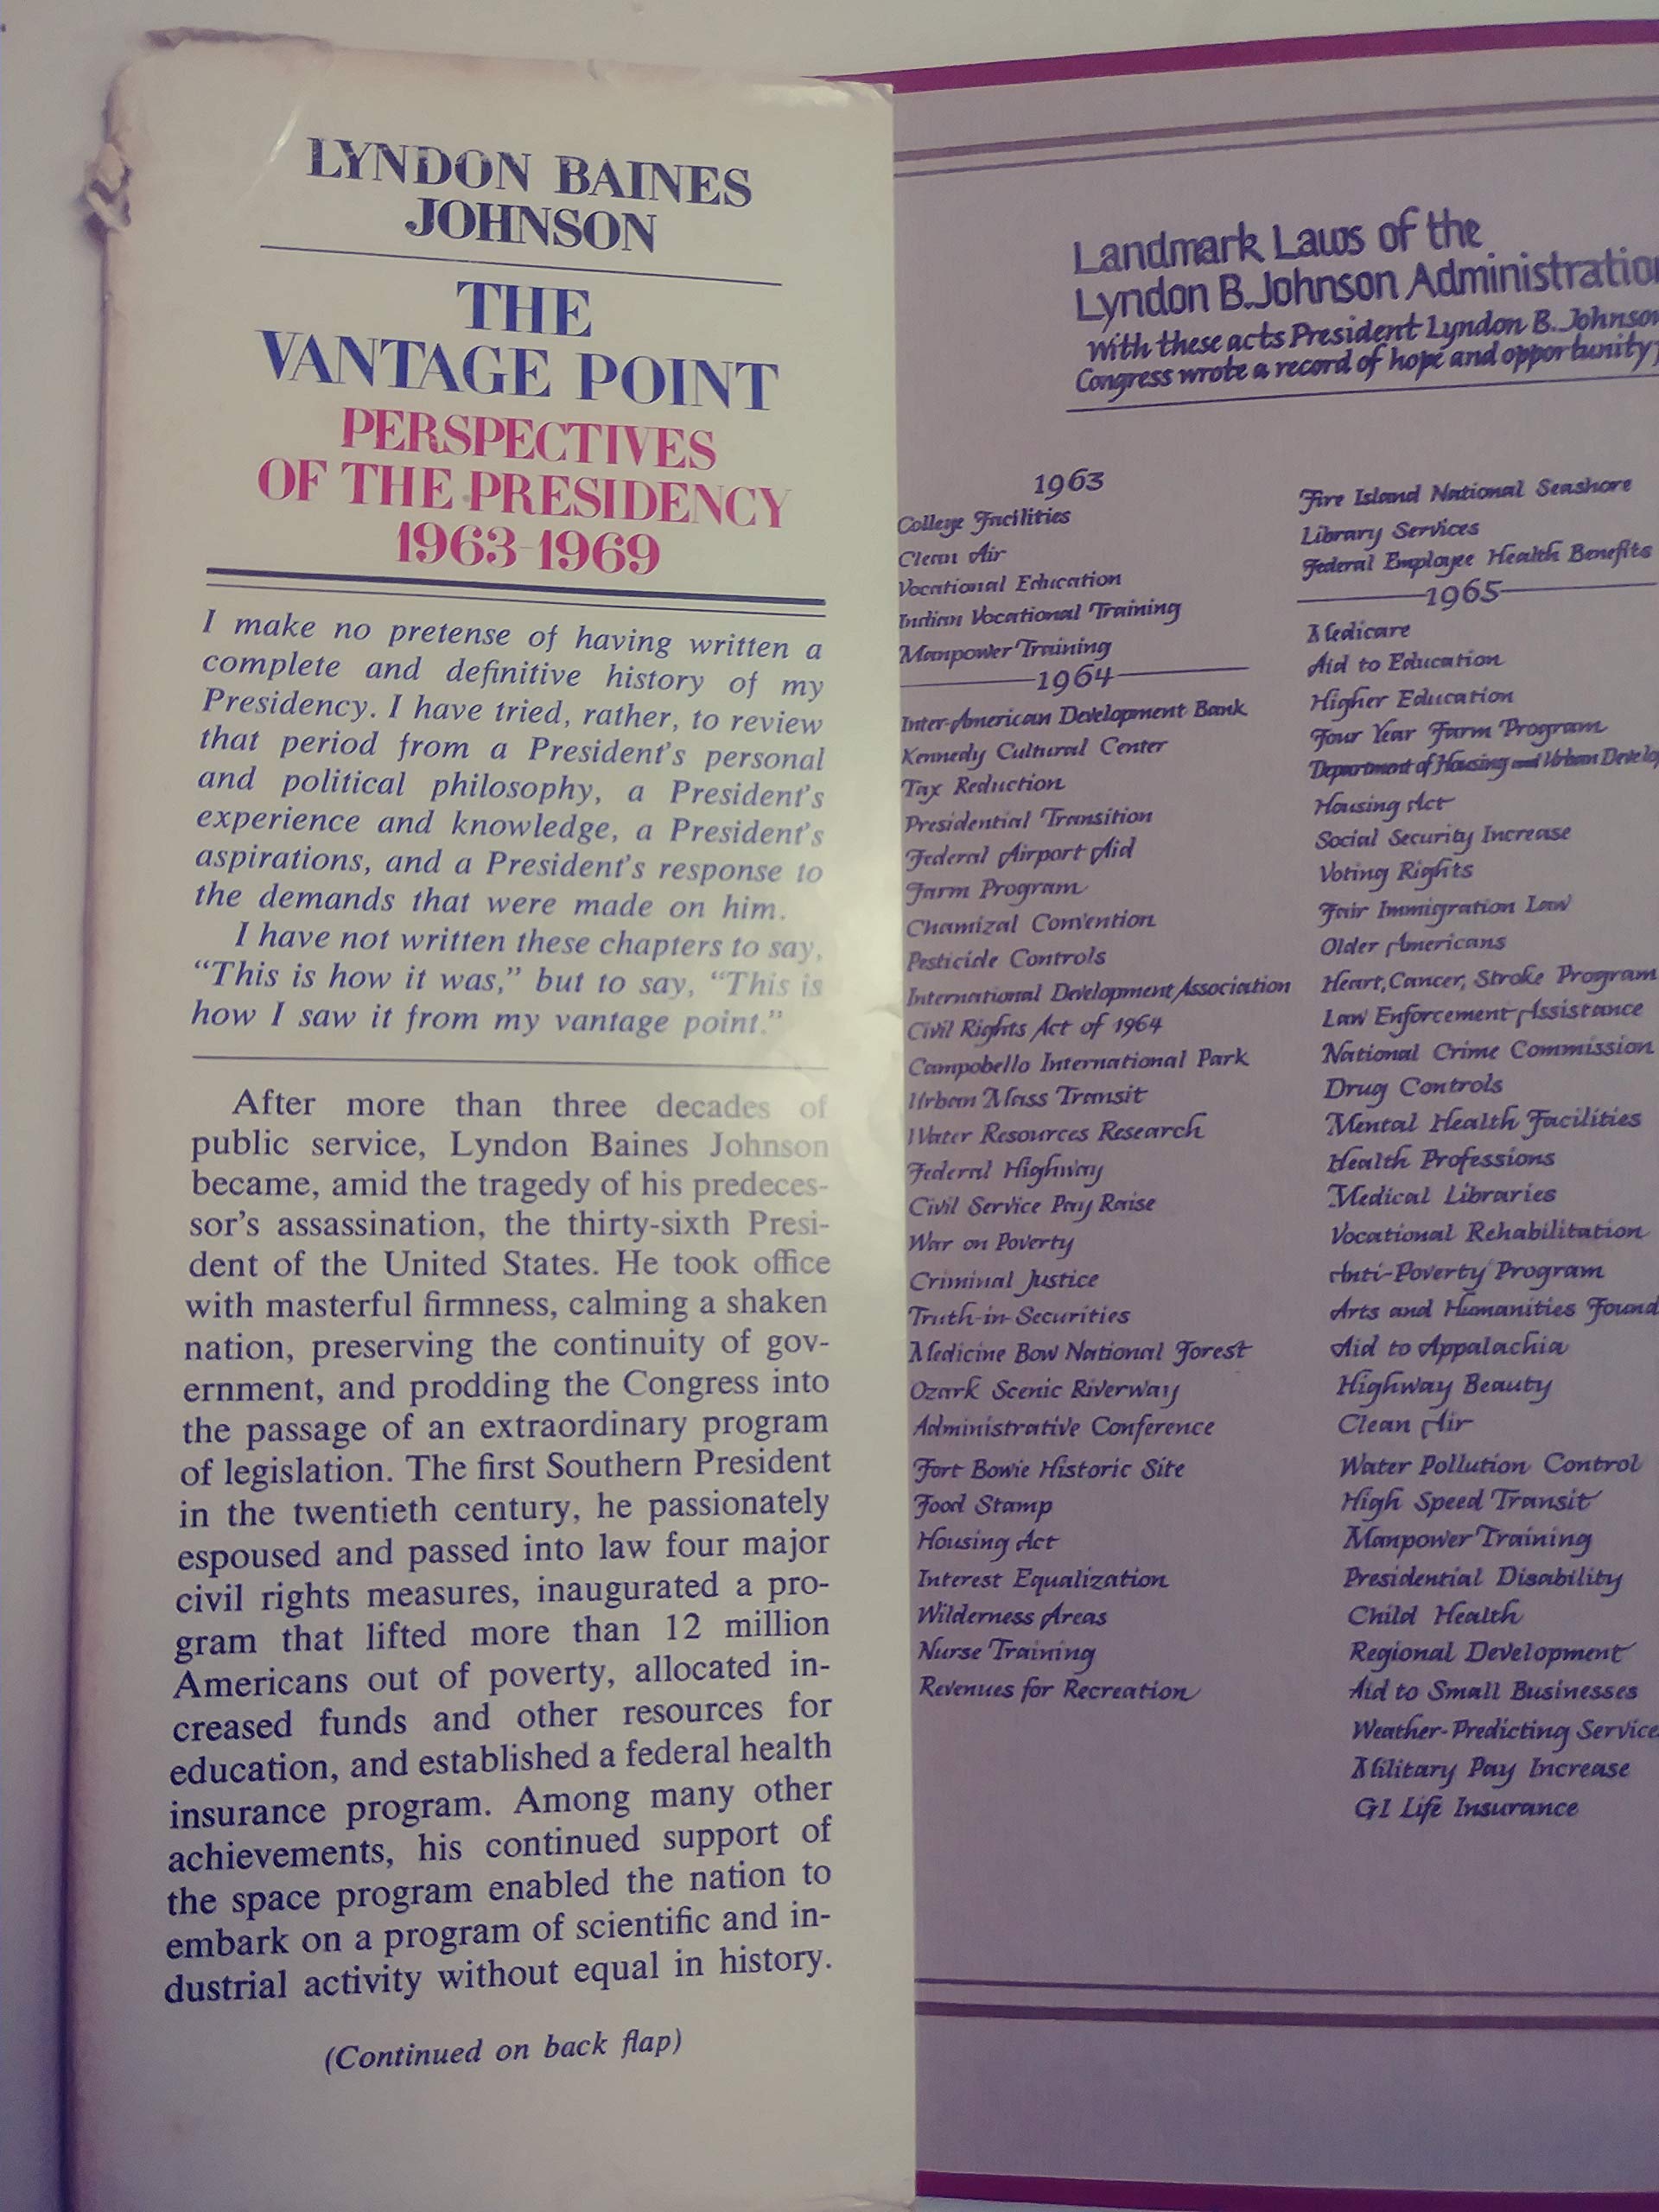 LYNDON BAINES
JOHNSON
THE
VANTAGE POINT
PERSPECTIVES
OF THE PRESIDENCY
1963-1969
I make no pretense of having written a
complete and definitive history of my
Presidency. I have tried, rather, to review
that period from a President's personal
and political philosophy, a President's
experience and knowledge, a President's
aspirations, and a President's response to
the demands that were made on him.
I have not written these chapters to say,
“This is how it was,” but to say, “This is
how I saw it from my vantage point.”
After more than three decades of
public service, Lyndon Baines Johnson
became, amid the tragedy of his predeces-
sor's assassination, the thirty-sixth Presi-
dent of the United States. He took office
with masterful firmness, calming a shaken
nation, preserving the continuity of gov-
ernment, and prodding the Congress into
the passage of an extraordinary program
of legislation. The first Southern President
in the twentieth century, he passionately
espoused and passed into law four major
civil rights measures, inaugurated a pro-
gram that lifted more than 12 million
Americans out of poverty, allocated in-
creased funds and other resources for
education, and established a federal health
insurance program. Among many other
achievements, his continued support of
the space program enabled the nation to
embark on a program of scientific and in-
dustrial activity without equal in history.
(Continued on back flap)
Landmark Laws of the
Lyndon B. Johnson Administration
With these acts President Lyndon B. Johnson
Congress wrote a record of hope and opportunity
1963
College Facilities
Clean Air
Vocational Education
Indian Vocational Training
Manpower Training
1964
Inter-American Development Bank
Kennedy Cultural Center
Tax Reduction
Presidential Transition
Federal Airport Aid
Farm Program
Chamizal Convention
Pesticide Controls
International Development Association
Civil Rights Act of 1964
Campobello International Park
Urban Mass Transit
Water Resources Research
Federal Highway
Civil Service Pay Raise
War on Poverty
Criminal Justice
Truth-in-Securities
Medicine Bow National Forest
Ozark Scenic Riverway
Administrative Conference
Fort Bowie Historic Site
Food Stamp
Housing Act
Interest Equalization
Wilderness Areas
Nurse Training
Revenues for Recreation
Fire Island National Seashore
Library Services
Federal Employee Health Benefits
1965
Medicare
Aid to Education
Higher Education
Four Year Farm Program
Department of Housing and Urban Develo
Housing Act
Social Security Increase
Voting Rights
Fair Immigration Law
Older Americans
Heart, Cancer, Stroke Program
Law Enforcement Assistance
National Crime Commission
Drug Controls
Mental Health Facilities
Health Professions
Medical Libraries
Vocational Rehabilitation
Anti-Poverty Program
Arts and Humanities Found
Aid to Appalachia
Highway Beauty
Clean Air
Water Pollution Control
High Speed Transit
Manpower Training
Presidential Disability
Child Health
Regional Development
Aid to Small Businesses
Weather-Predicting Service
Military Pay Increase
GI Life Insurance